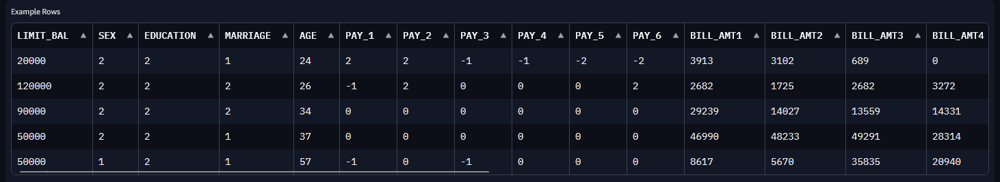 Example Rows
LIMIT_BAL SEX EDUCATION MARRIAGE AGE PAY_1 PAY_2 PAY_3 PAY_4 PAY_5 PAY_6 BILL_AMT1 BILL_AMT2 BILL_AMT3 BILL_AMT4
20000 2 2 1 24 2 2 -1 -1 -2 -2 3913 3102 689 0
120000 2 2 2 26 -1 2 0 0 0 2 2682 1725 2682 3272
90000 2 2 2 34 0 0 0 0 0 0 29239 14027 13559 14331
50000 2 2 1 37 0 0 0 0 0 0 46990 48233 49291 28314
50000 1 2 1 57 -1 0 -1 0 0 0 8617 5670 35835 20940